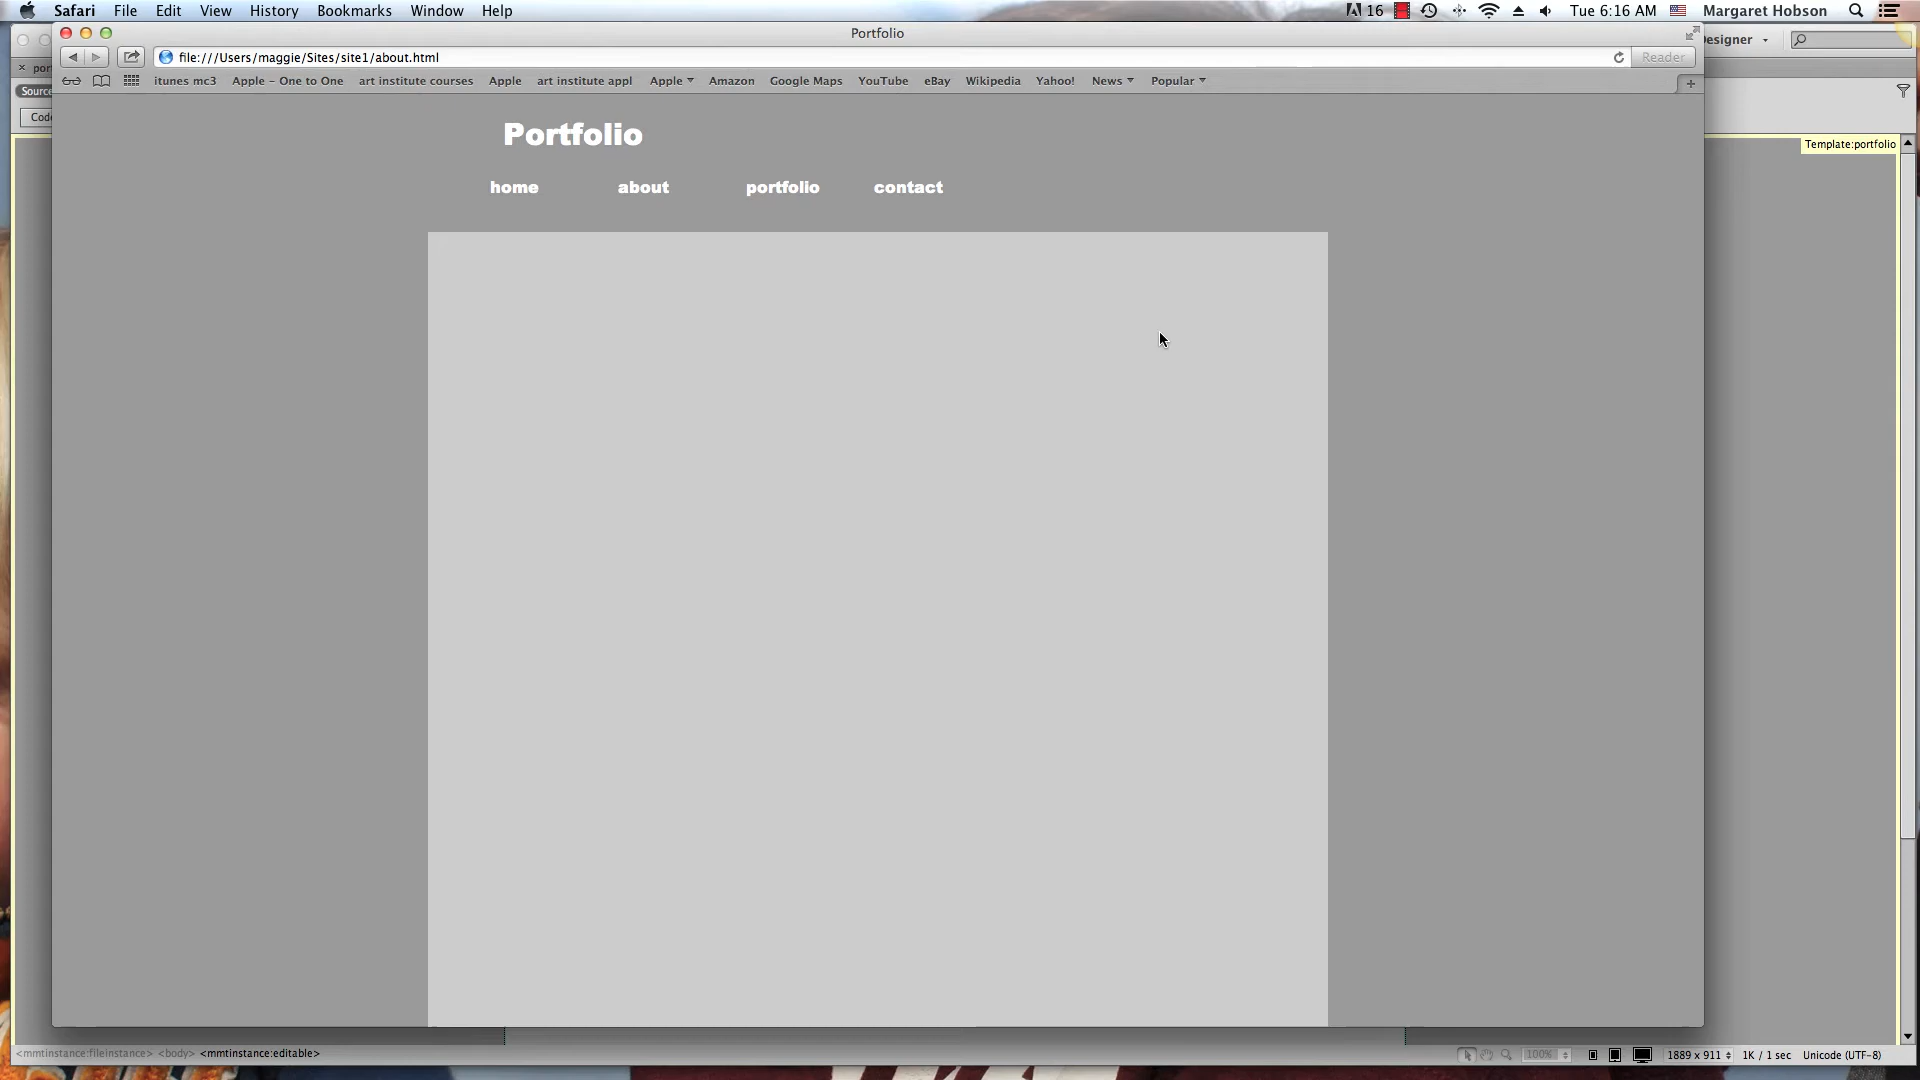 Safari File Edit View History Bookmarks Window Help 16 Tue 6:16 AM Margaret Hobson
Portfolio
esigner
file:///Users/maggie/Sites/site1/about.html Reader
por
itunes mc3 Apple - One to One art institute courses Apple art institute appl Apple Amazon Google Maps YouTube eBay Wikipedia Yahoo! News Popular
Source
Code
Portfolio
Template:portfolio
home about portfolio contact
<mmtinstance:fileinstance> <body> <mmtinstance:editable> 100% 1889 x 911 1K / 1 sec Unicode (UTF-8)